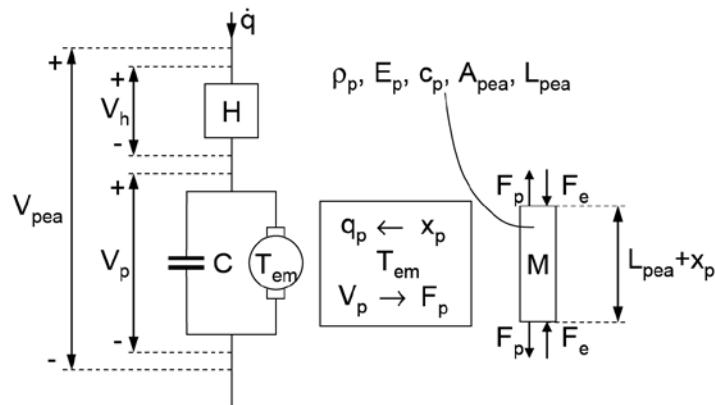 q̇
+
+
V_h
H
-
V_pea
+
V_p
C
T_em
-
-
q_p ← x_p
T_em
V_p → F_p
ρ_p, E_p, c_p, A_pea, L_pea
F_p
F_e
M
L_pea+x_p
F_p
F_e